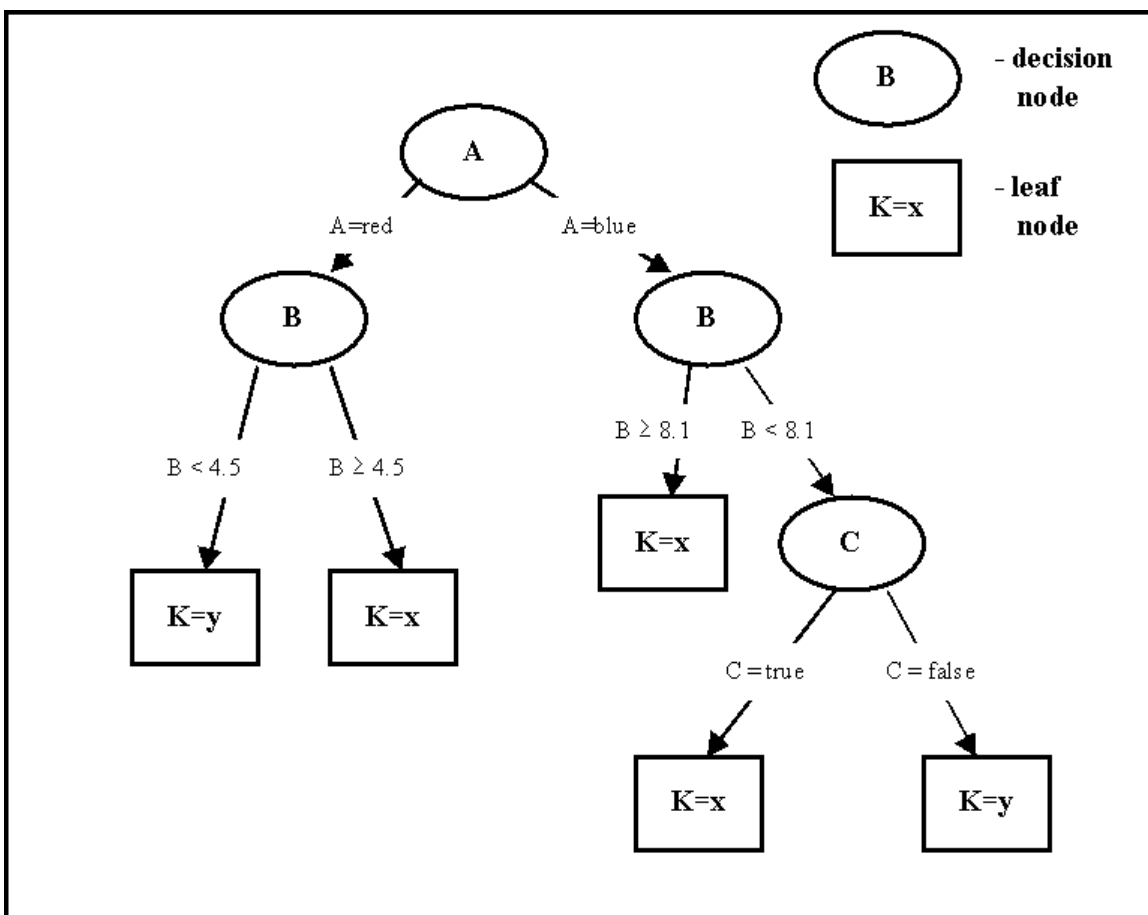 B
- decision
node
A
K=x
- leaf
node
A=red
A=blue
B
B
B ≥ 8.1
B < 8.1
B < 4.5
B ≥ 4.5
K=x
C
K=y
K=x
C = true
C = false
K=x
K=y